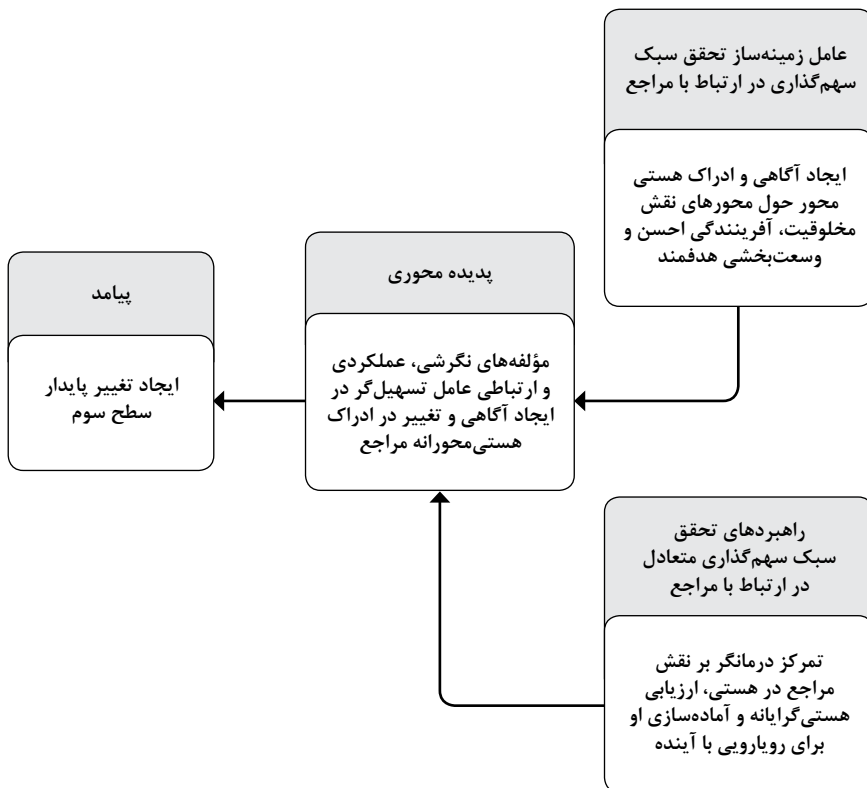 عامل زمینه‌ساز تحقق سبک
سهم‌گذاری در ارتباط با مراجع
ایجاد آگاهی و ادراک هستی
محور حول محورهای نقش
مخلوقیت، آفرینندگی احسن و
وسعت‌بخشی هدفمند
پدیده محوری
مؤلفه‌های نگرشی، عملکردی
و ارتباطی عامل تسهیل‌گر در
ایجاد آگاهی و تغییر در ادراک
هستی‌محورانه مراجع
پیامد
ایجاد تغییر پایدار
سطح سوم
راهبردهای تحقق
سبک سهم‌گذاری متعادل
در ارتباط با مراجع
تمرکز درمانگر بر نقش
مراجع در هستی، ارزیابی
هستی‌گرایانه و آماده‌سازی او
برای رویارویی با آینده